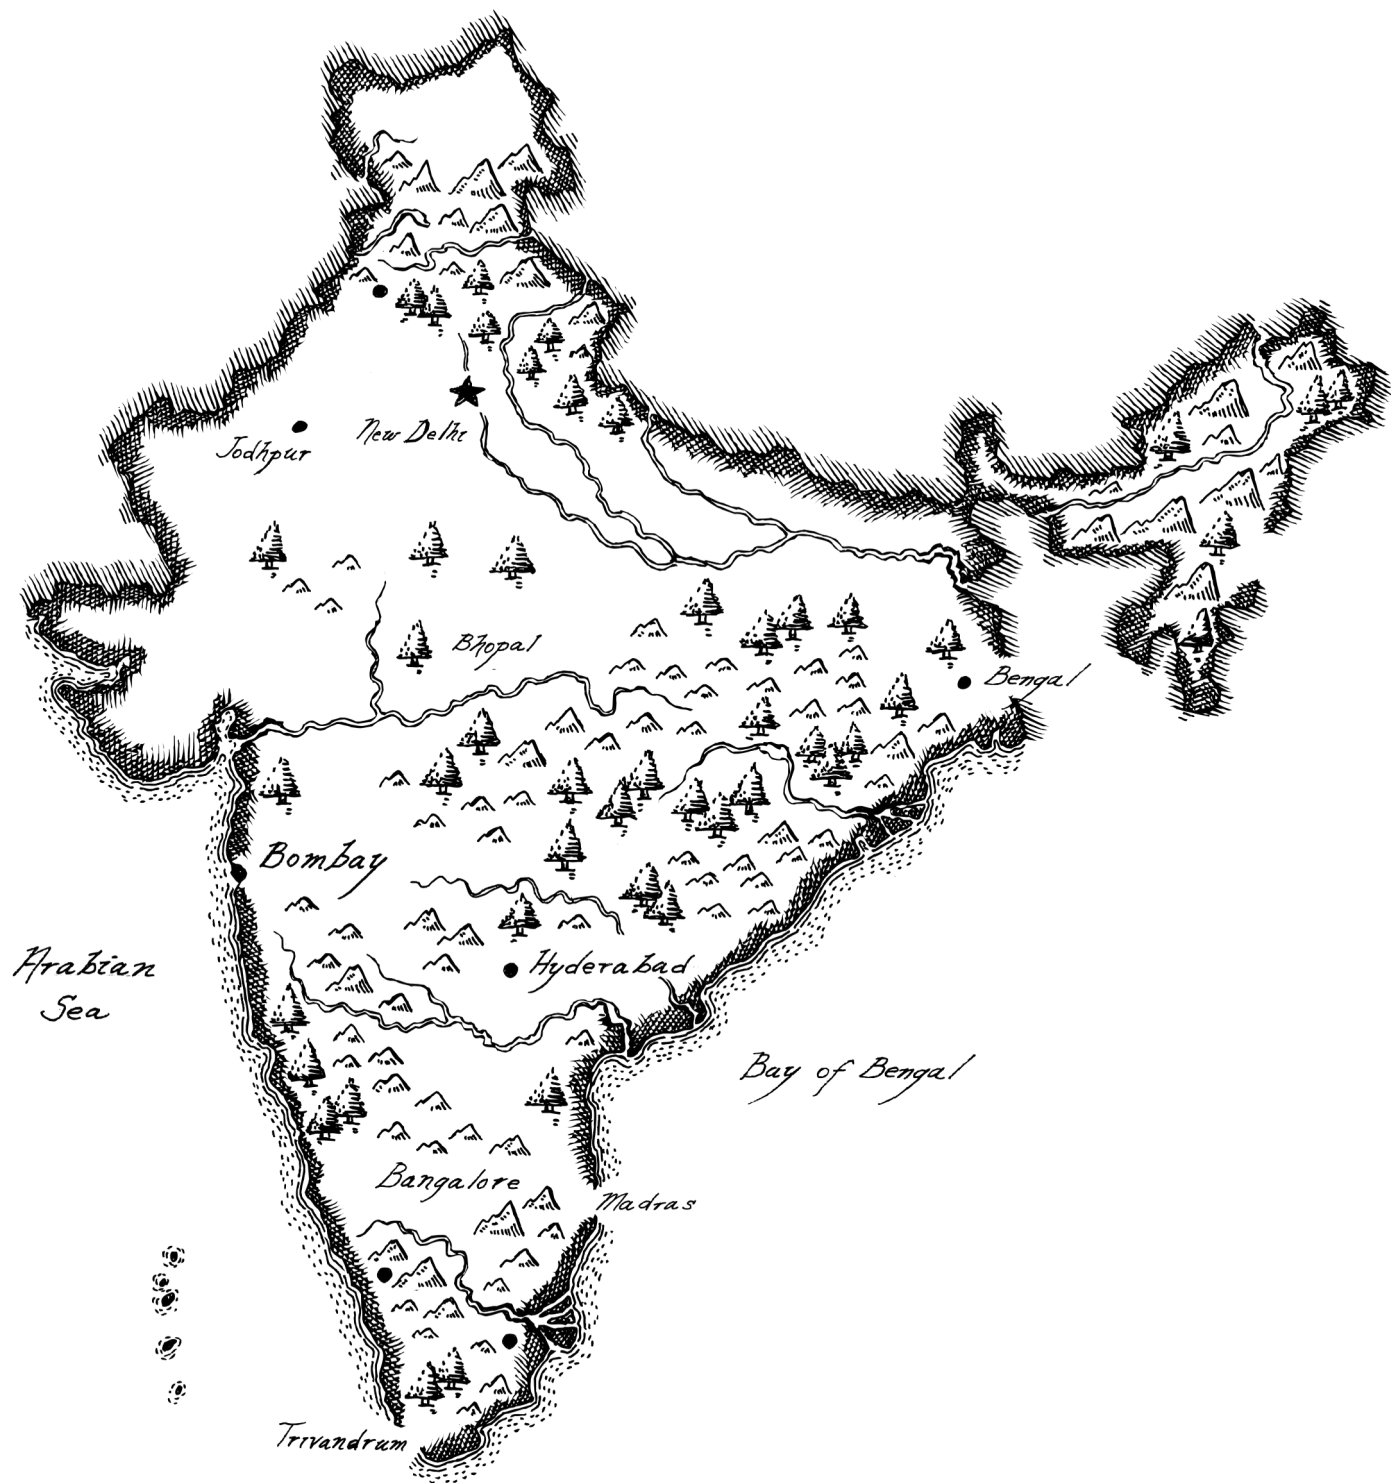 Jodhpur
New Delhi
Bhopal
Bengal
Bombay
Arabian
Sea
Hyderabad
Bay of Bengal
Bangalore
Madras
Trivandrum